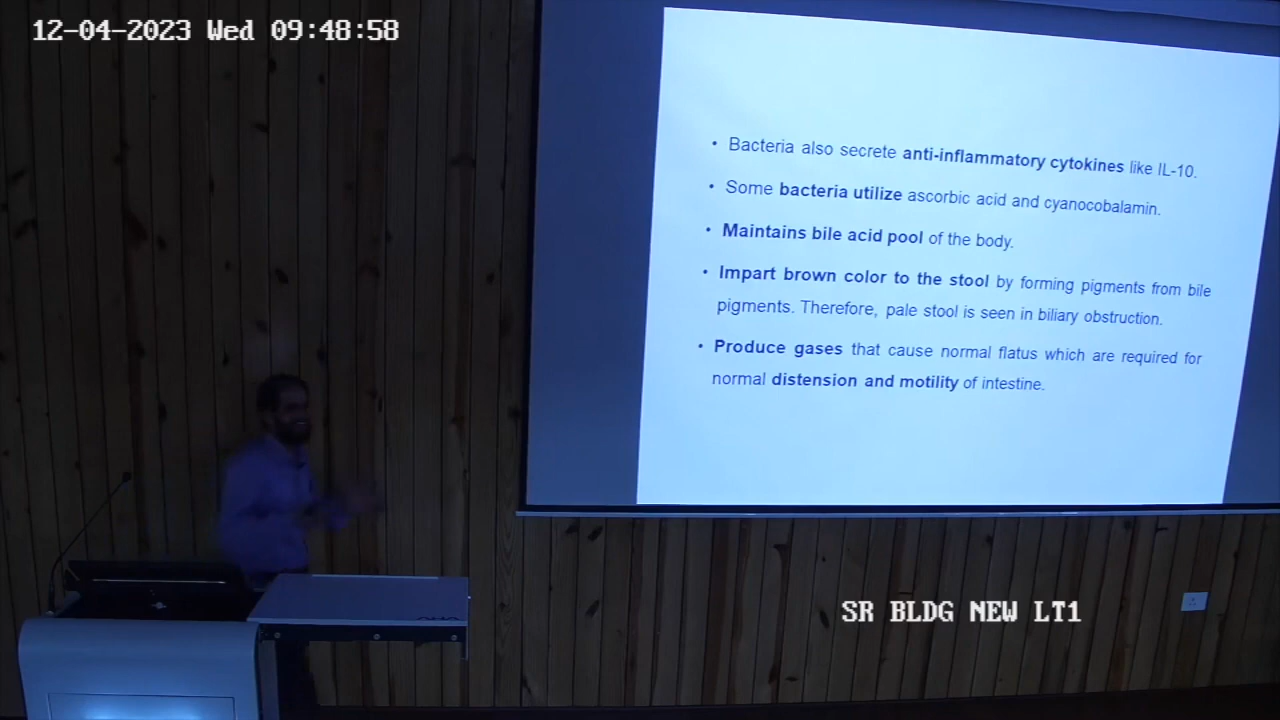 12-04-2023 Wed 09:48:58
• Bacteria also secrete anti-inflammatory cytokines like IL-10.
• Some bacteria utilize ascorbic acid and cyanocobalamin.
• Maintains bile acid pool of the body.
• Impart brown color to the stool by forming pigments from bile
pigments. Therefore, pale stool is seen in biliary obstruction.
• Produce gases that cause normal flatus which are required for
normal distension and motility of intestine.
SR BLDG NEW LT1